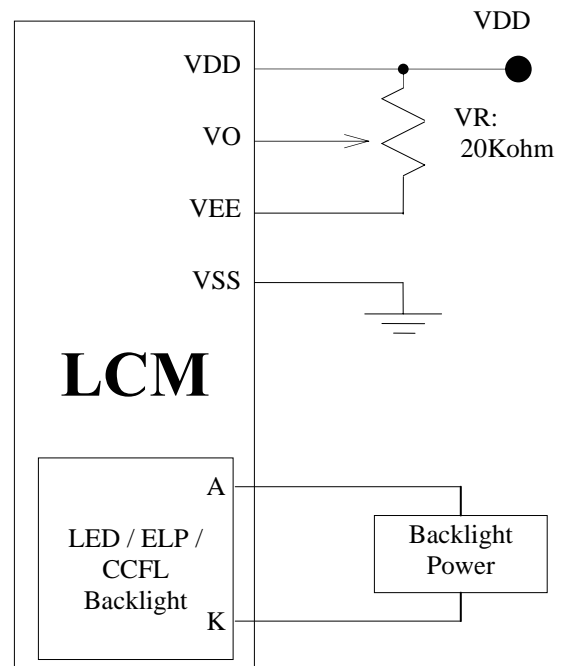 VDD
VDD
VO
VR:
20Kohm
VEE
VSS
LCM
A
LED / ELP /
CCFL
Backlight
K
Backlight
Power